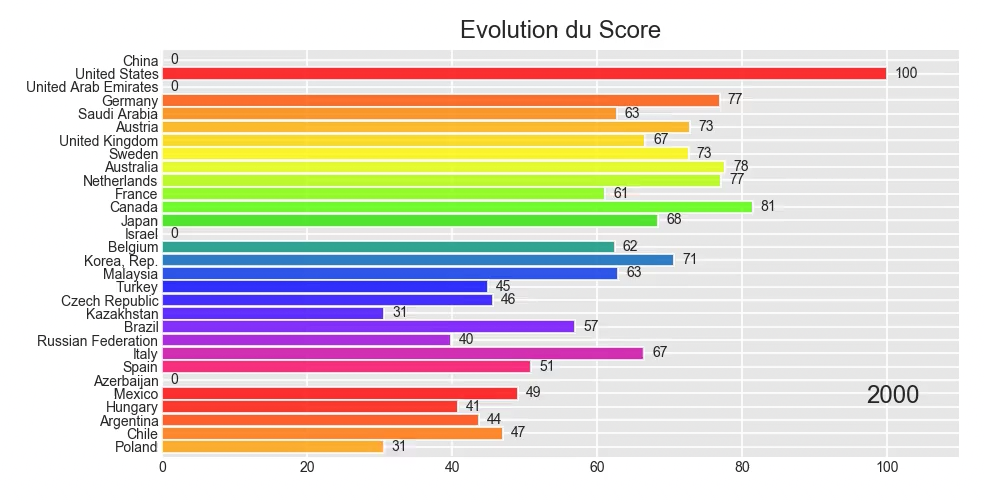 Evolution du Score
China 0
United States 100
United Arab Emirates 0
Germany 77
Saudi Arabia 63
Austria 73
United Kingdom 67
Sweden 73
Australia 78
Netherlands 77
France 61
Canada 81
Japan 68
Israel 0
Belgium 62
Korea, Rep. 71
Malaysia 63
Turkey 45
Czech Republic 46
Kazakhstan 31
Brazil 57
Russian Federation 40
Italy 67
Spain 51
Azerbaijan 0
Mexico 49
2000
Hungary 41
Argentina 44
Chile 47
Poland 31
0 20 40 60 80 100